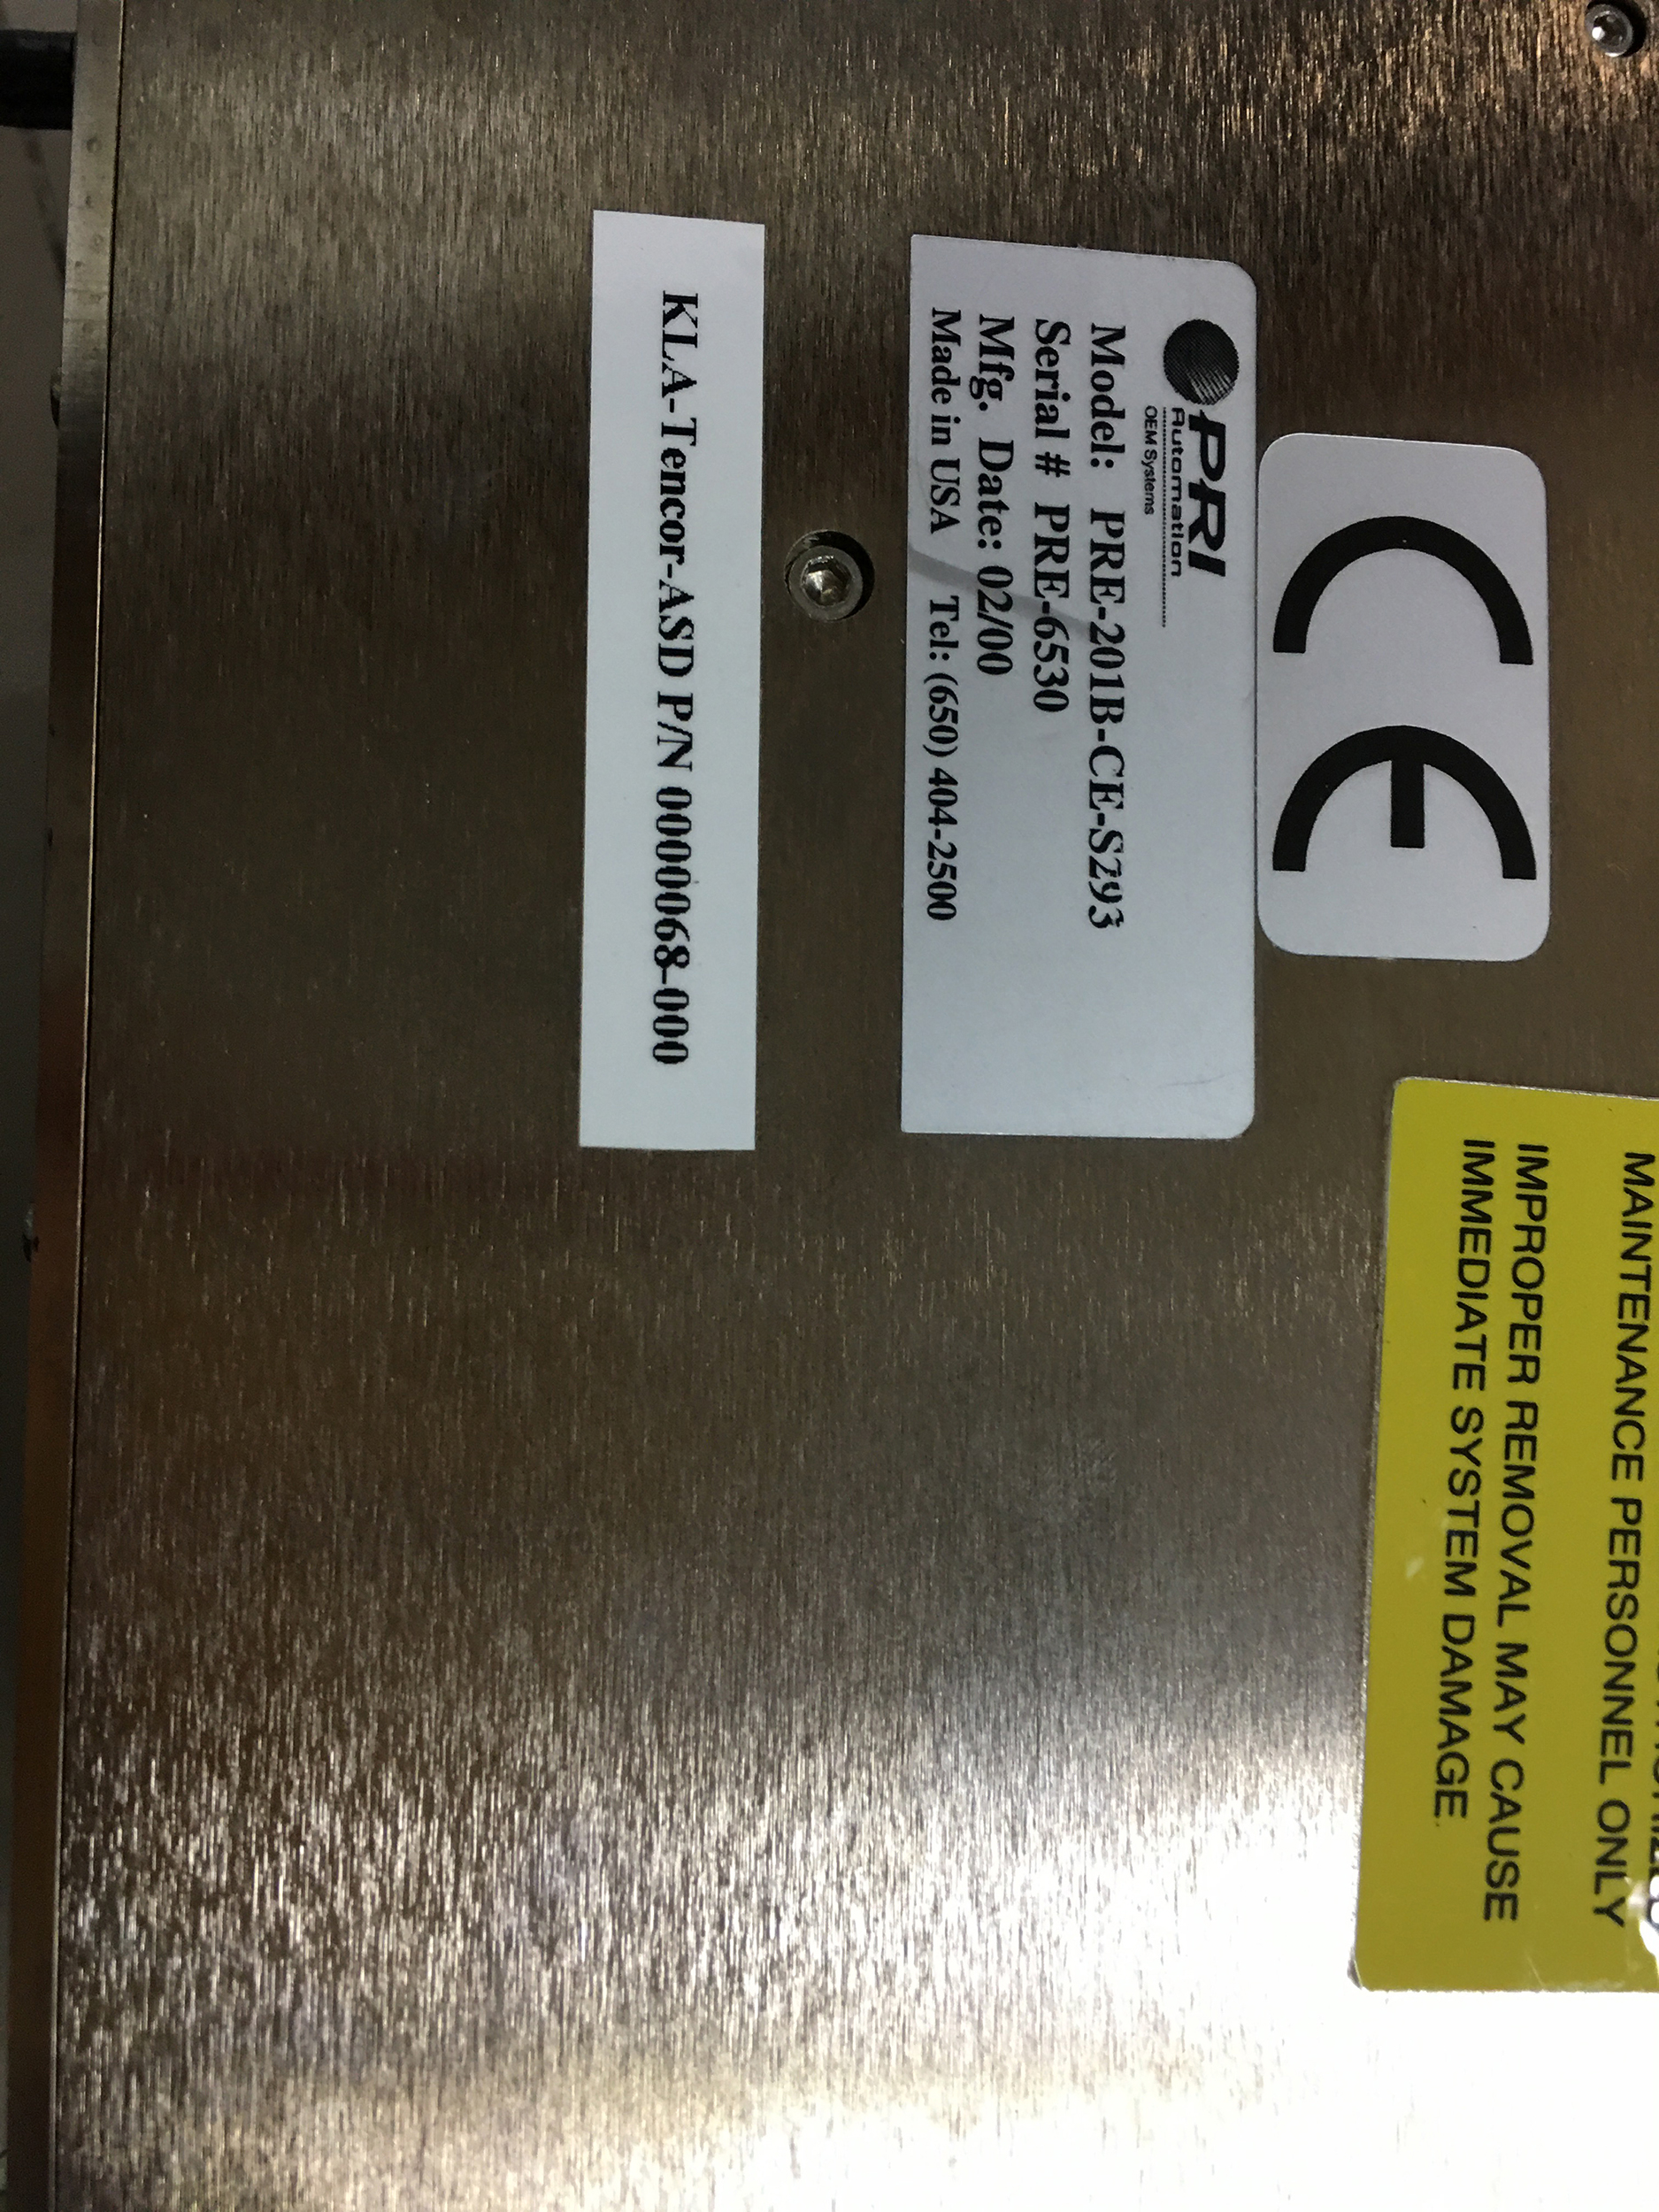 CE
PRI
Automation
OEM Systems
Model: PRE-201B-CE-S293
Serial # PRE-6530
Mfg. Date: 02/00
Made in USA Tel: (650) 404-2500
KLA-Tencor-ASD P/N 0000068-000
MAINTENANCE PERSONNEL ONLY
IMPROPER REMOVAL MAY CAUSE
IMMEDIATE SYSTEM DAMAGE.